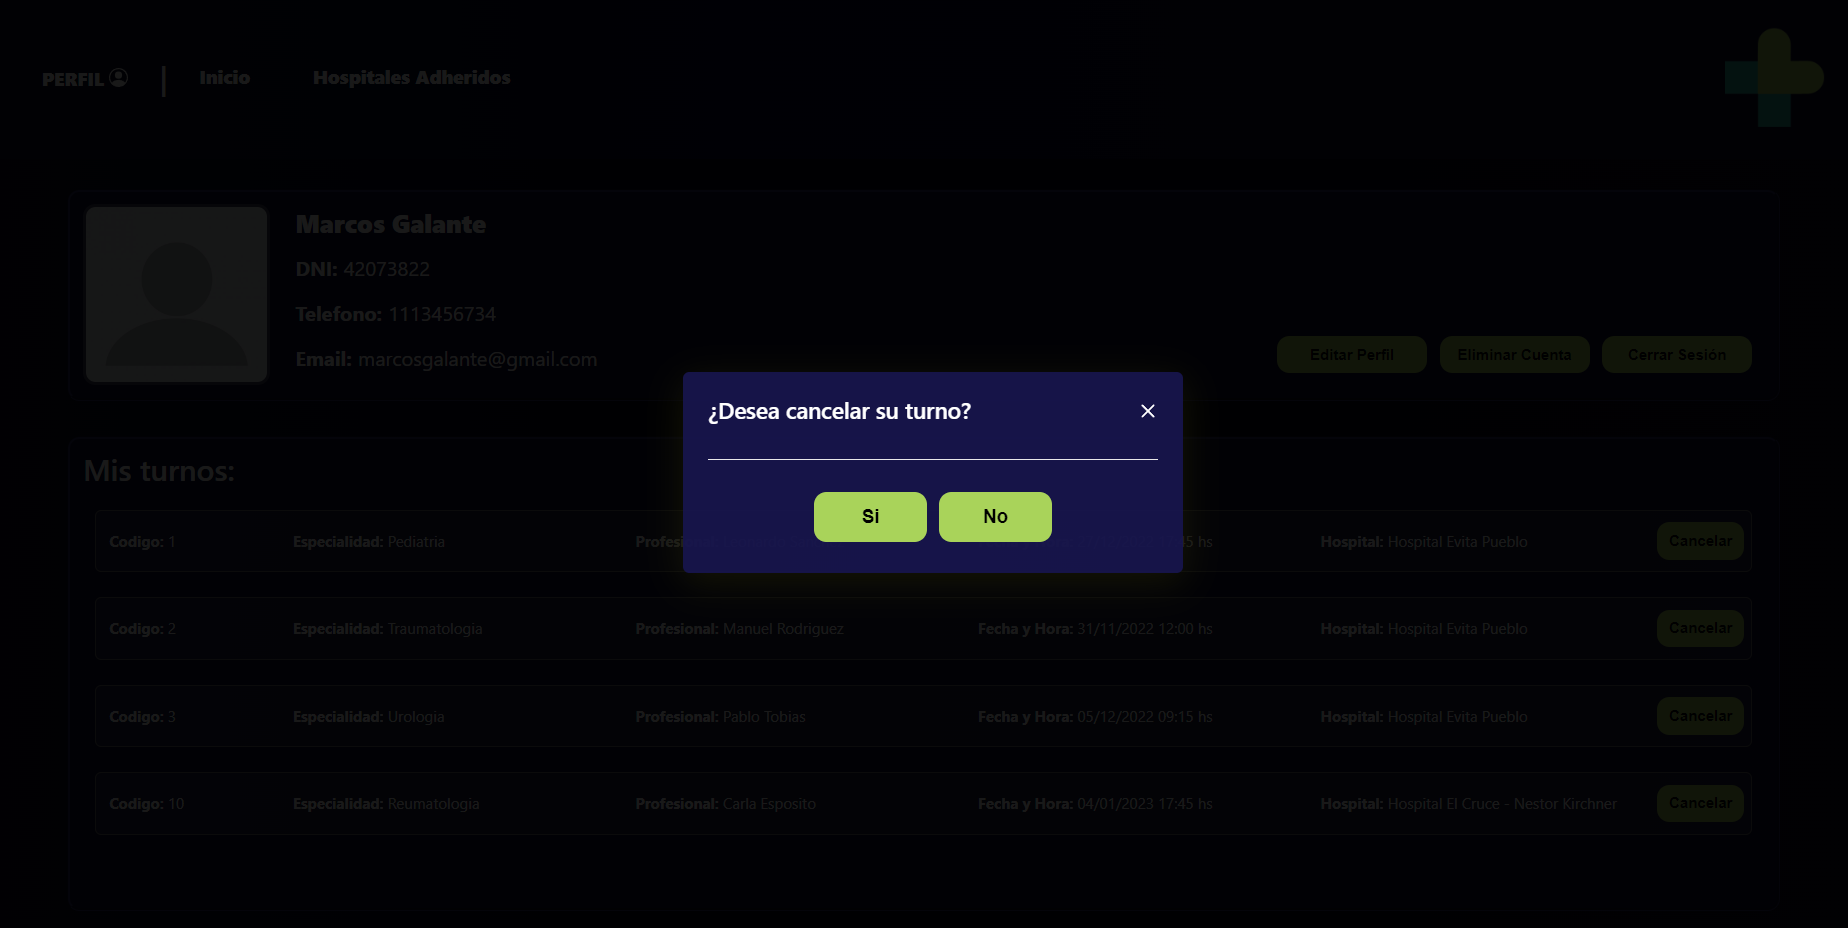 PERFIL
Inicio
Hospitales Adheridos
Marcos Galante
DNI: 42073822
Telefono: 1113456734
Email: marcosgalante@gmail.com
Editar Perfil
Eliminar Cuenta
Cerrar Sesión
¿Desea cancelar su turno?
Si
No
Mis turnos:
Codigo: 1 Especialidad: Pediatria Hospital: Hospital Evita Pueblo Cancelar
Codigo: 2 Especialidad: Traumatologia Profesional: Manuel Rodriguez Fecha y Hora: 31/11/2022 12:00 hs Hospital: Hospital Evita Pueblo Cancelar
Codigo: 3 Especialidad: Urologia Profesional: Pablo Tobias Fecha y Hora: 05/12/2022 09:15 hs Hospital: Hospital Evita Pueblo Cancelar
Codigo: 10 Especialidad: Reumatologia Profesional: Carla Esposito Fecha y Hora: 04/01/2023 17:45 hs Hospital: Hospital El Cruce - Nestor Kirchner Cancelar